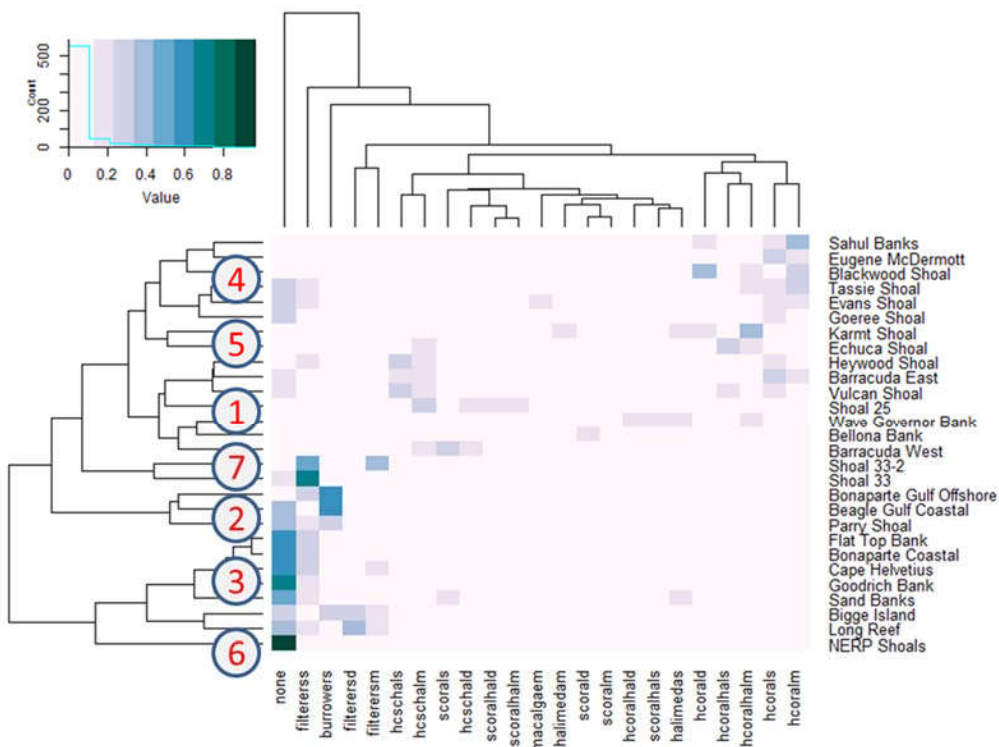 500
Count
200
0
0 0.2 0.4 0.6 0.8
Value
4
5
1
7
2
3
6
Sahul Banks
Eugene McDermott
Blackwood Shoal
Tassie Shoal
Evans Shoal
Goeree Shoal
Karmt Shoal
Echuca Shoal
Heywood Shoal
Barracuda East
Vulcan Shoal
Shoal 25
Wave Governor Bank
Bellona Bank
Barracuda West
Shoal 33-2
Shoal 33
Bonaparte Gulf Offshore
Beagle Gulf Coastal
Parry Shoal
Flat Top Bank
Bonaparte Coastal
Cape Helvetius
Goodrich Bank
Sand Banks
Bigge Island
Long Reef
NERP Shoals
none
filtererss
burrowers
filterersd
filterersm
hcschals
hcschalm
scorals
hcschald
scoralhald
scoralhalm
macalgaem
halimedam
scorald
scoralm
hcoralhald
scoralhals
halimedas
hcorald
hcoralhals
hcoralhalm
hcorals
hcoralm